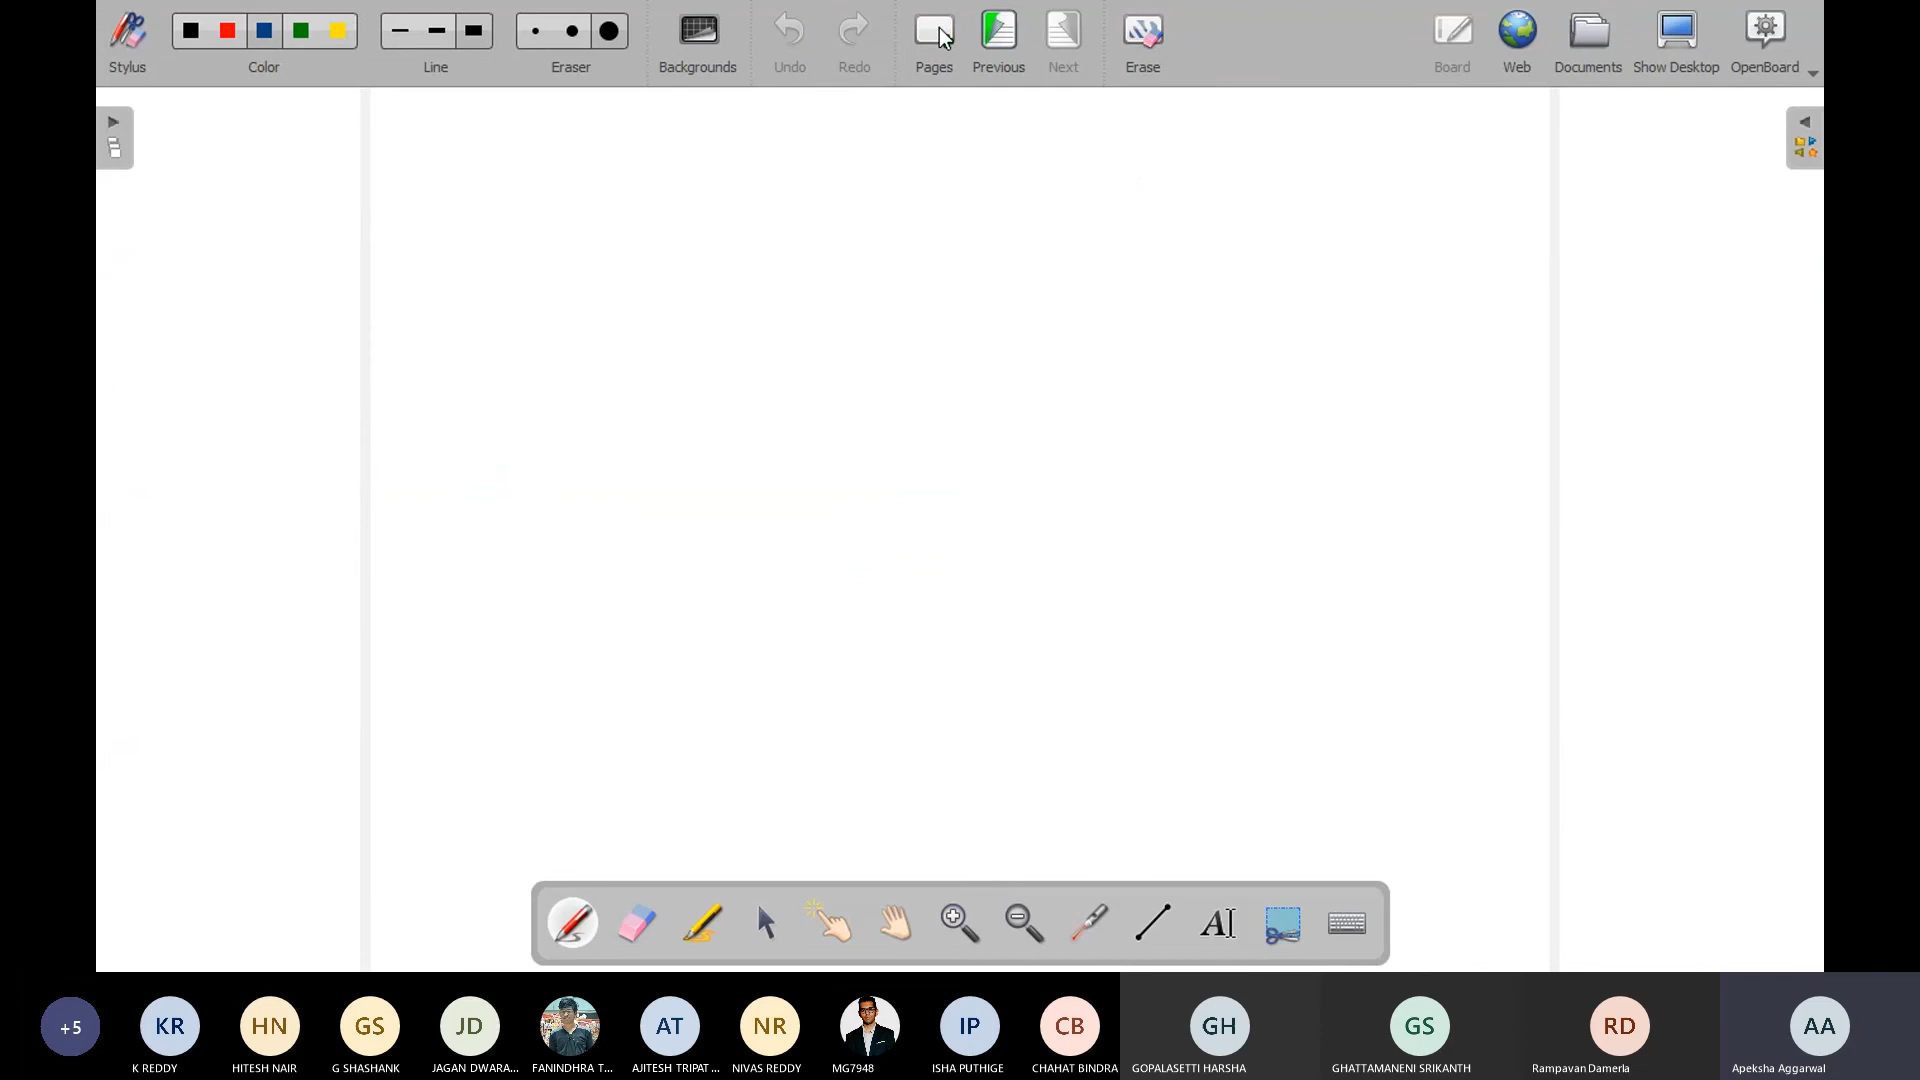 Stylus
Color
Line
Eraser
Backgrounds
Undo
Redo
Pages
Previous
Next
Erase
Board
Web
Documents
Show Desktop
OpenBoard
AI
+5
KR
HN
GS
JD
AT
NR
IP
CB
GH
GS
RD
AA
K REDDY
HITESH NAIR
G SHASHANK
JAGAN DWARA...
FANINDHRA T...
AJITESH TRIPAT...
NIVAS REDDY
MG7948
ISHA PUTHIGE
CHAHAT BINDRA
GOPALASETTI HARSHA
GHATTAMANENI SRIKANTH
Rampavan Damerla
Apeksha Aggarwal